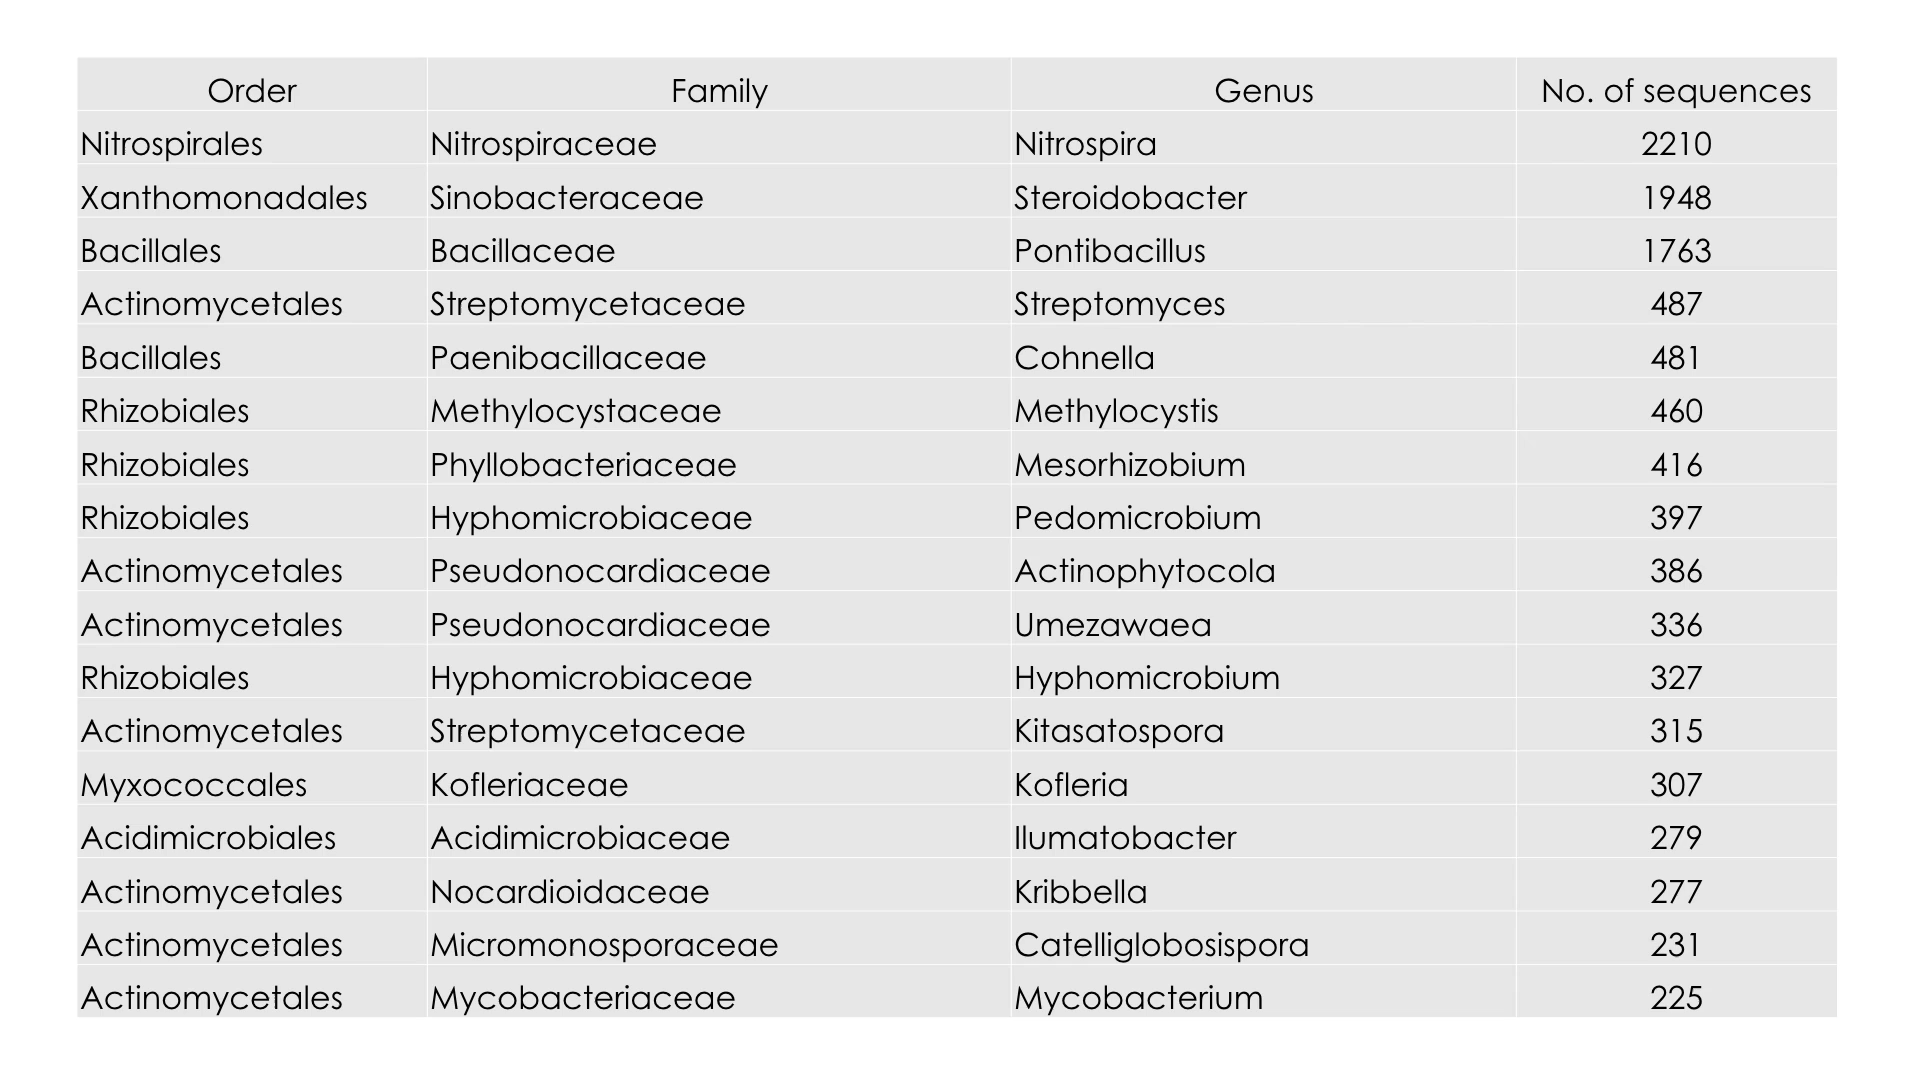 Order Family Genus No. of sequences
Nitrospirales Nitrospiraceae Nitrospira 2210
Xanthomonadales Sinobacteraceae Steroidobacter 1948
Bacillales Bacillaceae Pontibacillus 1763
Actinomycetales Streptomycetaceae Streptomyces 487
Bacillales Paenibacillaceae Cohnella 481
Rhizobiales Methylocystaceae Methylocystis 460
Rhizobiales Phyllobacteriaceae Mesorhizobium 416
Rhizobiales Hyphomicrobiaceae Pedomicrobium 397
Actinomycetales Pseudonocardiaceae Actinophytocola 386
Actinomycetales Pseudonocardiaceae Umezawaea 336
Rhizobiales Hyphomicrobiaceae Hyphomicrobium 327
Actinomycetales Streptomycetaceae Kitasatospora 315
Myxococcales Kofleriaceae Kofleria 307
Acidimicrobiales Acidimicrobiaceae Ilumatobacter 279
Actinomycetales Nocardioidaceae Kribbella 277
Actinomycetales Micromonosporaceae Catelliglobosispora 231
Actinomycetales Mycobacteriaceae Mycobacterium 225